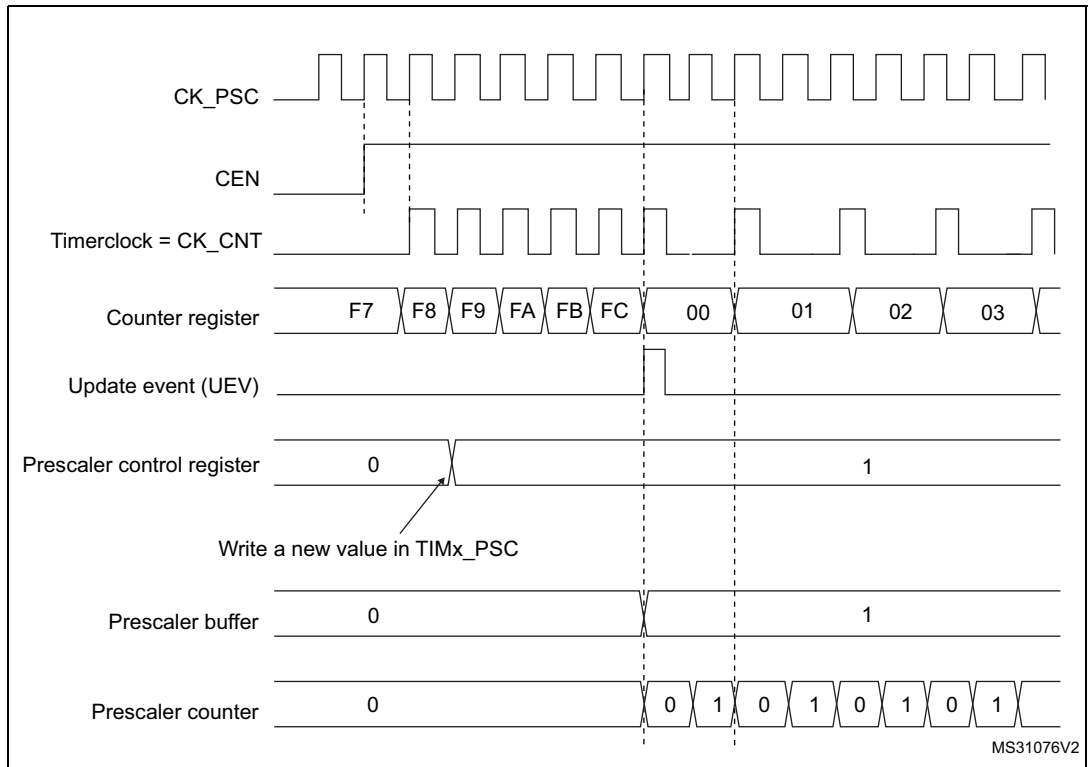 CK_PSC
CEN
Timerclock = CK_CNT
Counter register F7 F8 F9 FA FB FC 00 01 02 03
Update event (UEV)
Prescaler control register 0 1
Write a new value in TIMx_PSC
Prescaler buffer 0 1
Prescaler counter 0 0 1 0 1 0 1 0 1
MS31076V2